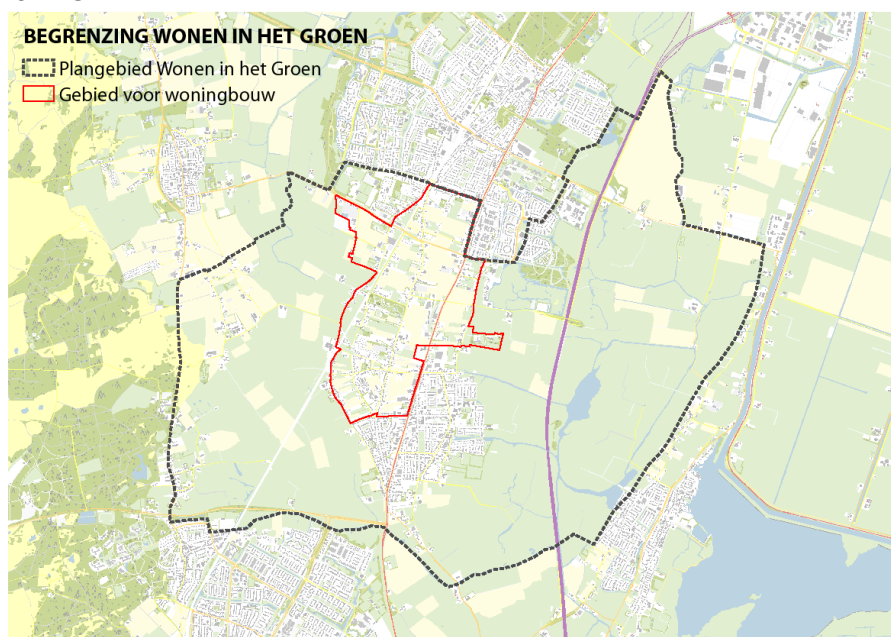 BEGRENZING WONEN IN HET GROEN
Plangebied Wonen in het Groen
Gebied voor woningbouw